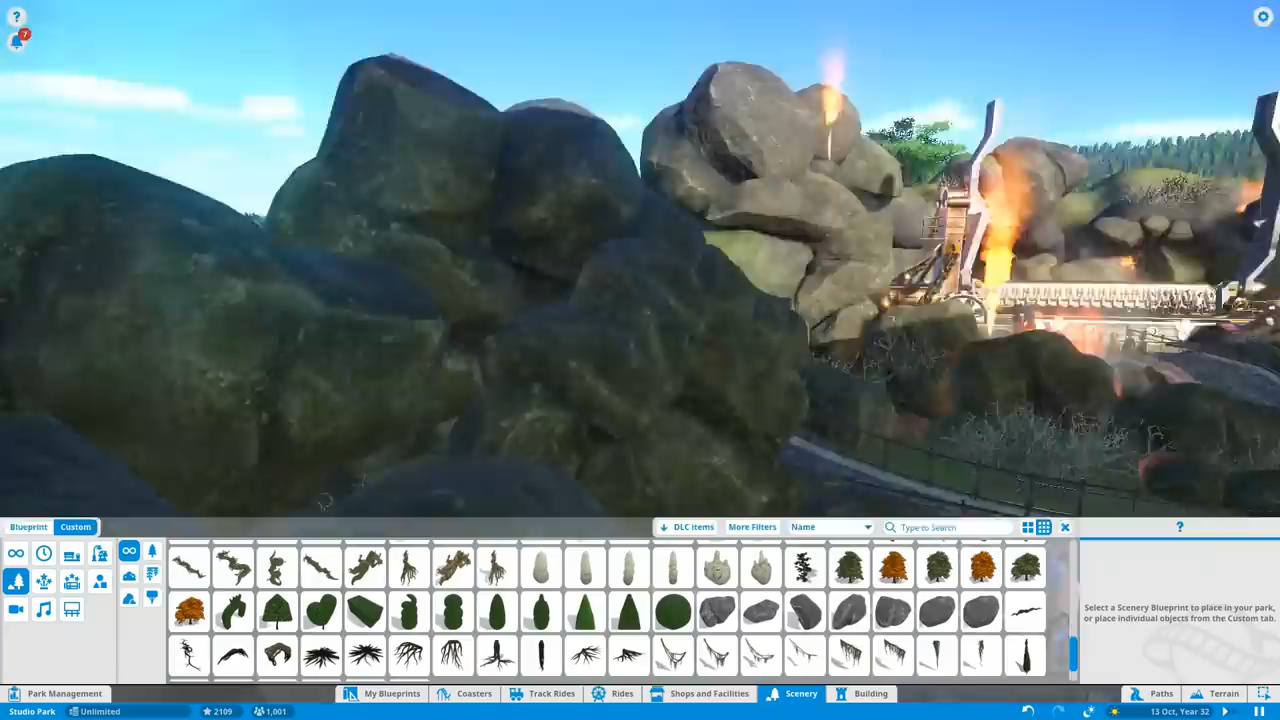 ?
7
Blueprint Custom
DLC items More Filters Name Type to Search
?
Select a Scenery Blueprint to place in your park,
or place individual objects from the Custom tab.
Park Management My Blueprints Coasters Track Rides Rides Shops and Facilities Scenery Building Paths Terrain
Studio Park Unlimited 2109 1,001 13 Oct, Year 32